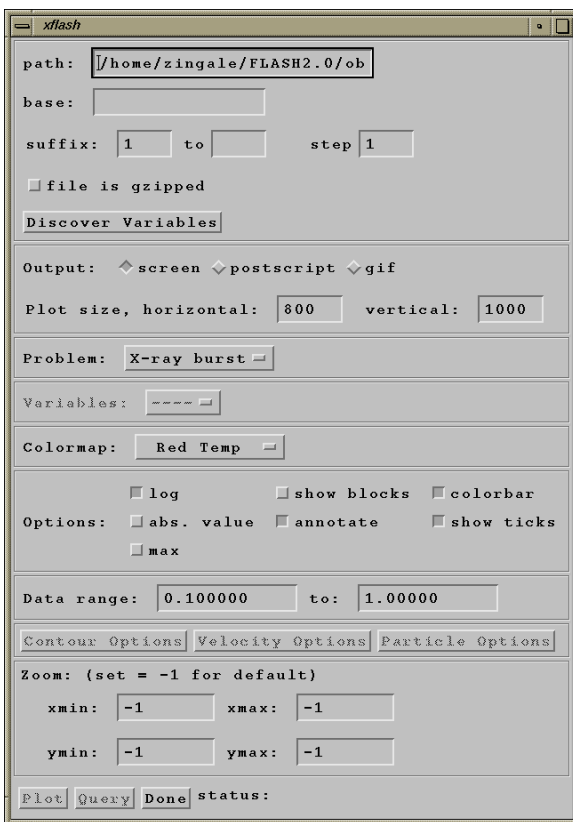 xflash
path: /home/zingale/FLASH2.0/ob
base:
suffix: 1 to step 1
file is gzipped
Discover Variables
Output: screen postscript gif
Plot size, horizontal: 800 vertical: 1000
Problem: X-ray burst
Variables: ----
Colormap: Red Temp
log show blocks colorbar
Options: abs. value annotate show ticks
max
Data range: 0.100000 to: 1.00000
Contour Options Velocity Options Particle Options
Zoom: (set = -1 for default)
xmin: -1 xmax: -1
ymin: -1 ymax: -1
Plot Query Done status: